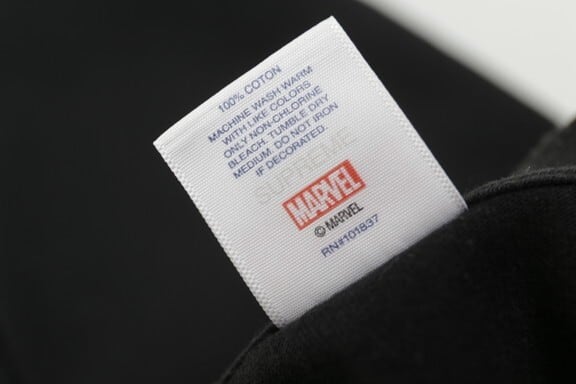 100% COTON
MACHINE WASH WARM
WITH LIKE COLORS
ONLY NON-CHLORINE
BLEACH. TUMBLE DRY
MEDIUM. DO NOT IRON
IF DECORATED.
SUPREME
MARVEL
© MARVEL
RN#101837